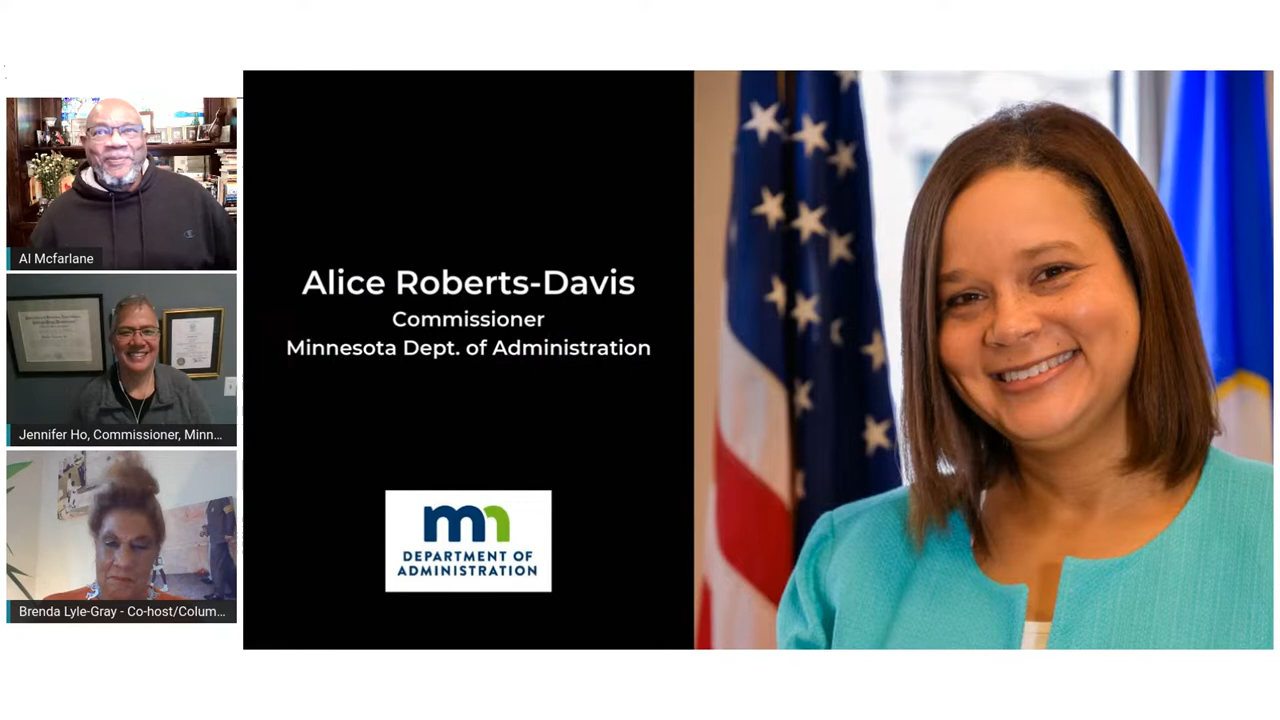 Al Mcfarlane
Jennifer Ho, Commissioner, Minn...
Brenda Lyle-Gray - Co-host/Colum...
Alice Roberts-Davis
Commissioner
Minnesota Dept. of Administration
mn
DEPARTMENT OF
ADMINISTRATION